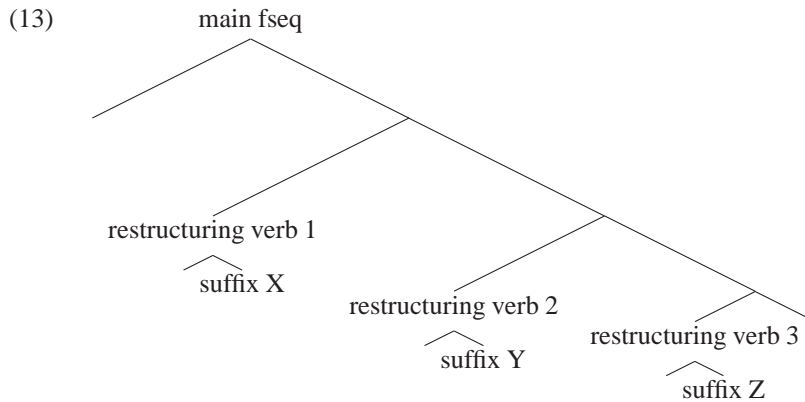 (13)
main fseq
restructuring verb 1
suffix X
restructuring verb 2
suffix Y
restructuring verb 3
suffix Z